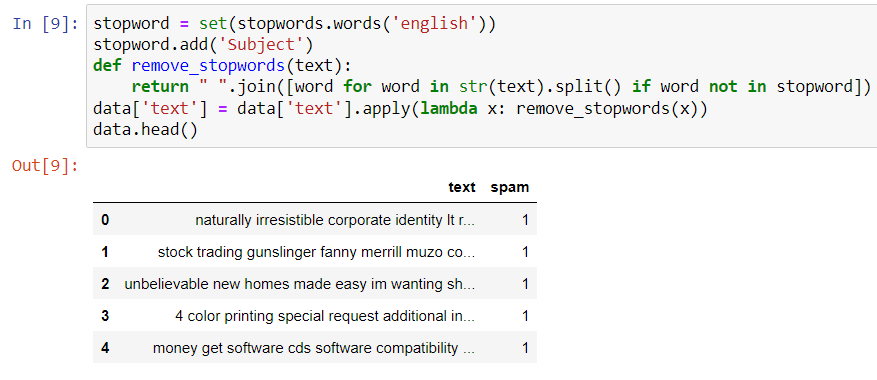 In [9]: stopword = set(stopwords.words('english'))
stopword.add('Subject')
def remove_stopwords(text):
    return " ".join([word for word in str(text).split() if word not in stopword])
data['text'] = data['text'].apply(lambda x: remove_stopwords(x))
data.head()
Out[9]:
text spam
0 naturally irresistible corporate identity lt r... 1
1 stock trading gunslinger fanny merrill muzo co... 1
2 unbelievable new homes made easy im wanting sh... 1
3 4 color printing special request additional in... 1
4 money get software cds software compatibility ... 1